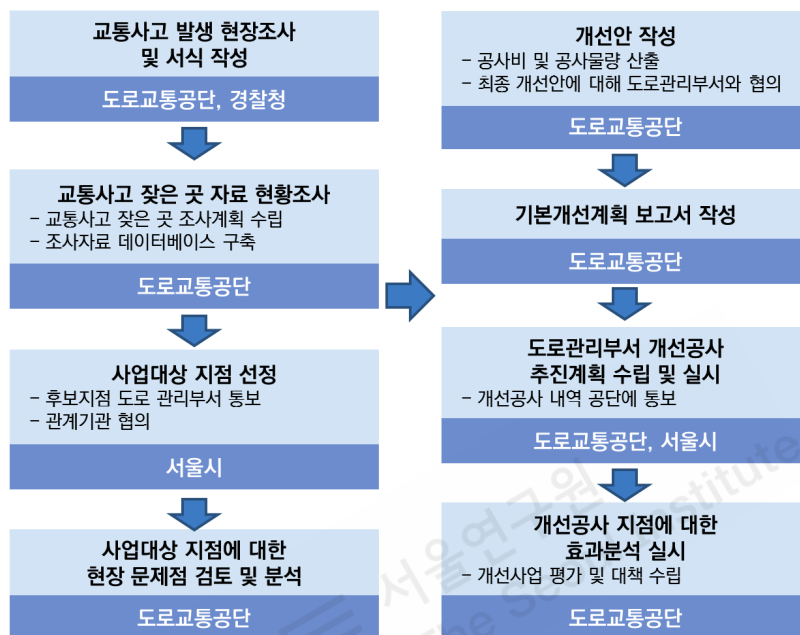 교통사고 발생 현장조사
및 서식 작성
도로교통공단, 경찰청
교통사고 잦은 곳 자료 현황조사
- 교통사고 잦은 곳 조사계획 수립
- 조사자료 데이터베이스 구축
도로교통공단
사업대상 지점 선정
- 후보지점 도로 관리부서 통보
- 관계기관 협의
서울시
사업대상 지점에 대한
현장 문제점 검토 및 분석
도로교통공단
개선안 작성
- 공사비 및 공사물량 산출
- 최종 개선안에 대해 도로관리부서와 협의
도로교통공단
기본개선계획 보고서 작성
도로교통공단
도로관리부서 개선공사
추진계획 수립 및 실시
- 개선공사 내역 공단에 통보
도로교통공단, 서울시
개선공사 지점에 대한
효과분석 실시
- 개선사업 평가 및 대책 수립
도로교통공단
서울연구원
The Seoul Institute